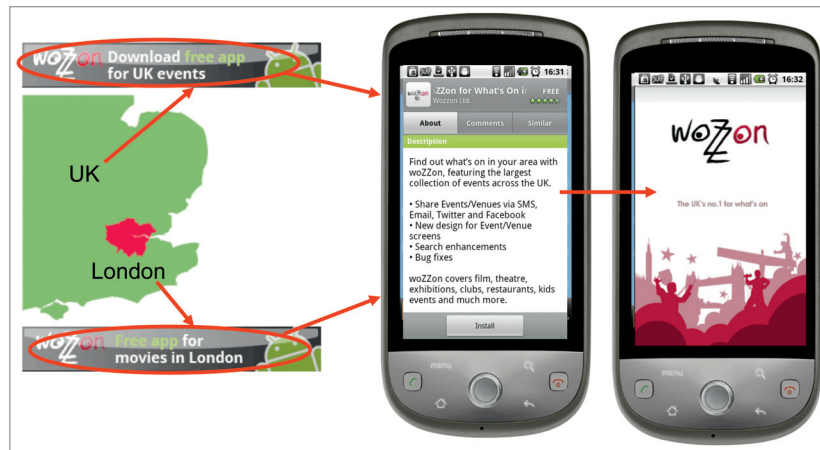 woZZon Download free app
for UK events
UK
London
woZZon Free app for
movies in London
16:31
ZZon for What's On i
FREE
Wozzon Ltd.
About Comments Similar
Description
Find out what's on in your area with
woZZon, featuring the largest
collection of events across the UK.
• Share Events/Venues via SMS,
Email, Twitter and Facebook
• New design for Event/Venue
screens
• Search enhancements
• Bug fixes
woZZon covers film, theatre,
exhibitions, clubs, restaurants, kids
events and much more.
Install
MENU
16:32
woZZon
The UK's no.1 for what's on
MENU